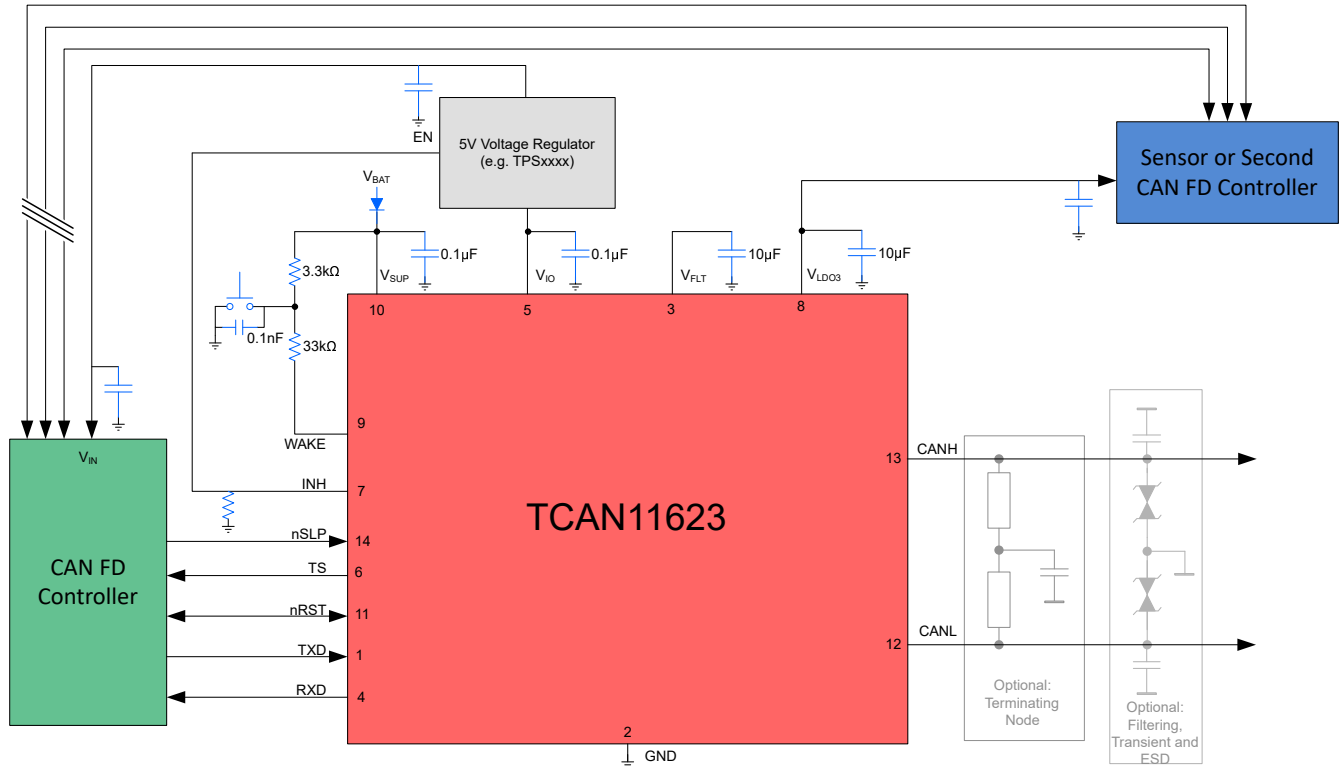 EN
5V Voltage Regulator
(e.g. TPSxxxx)
Sensor or Second
CAN FD Controller
VBAT
0.1µF
0.1µF
10µF
10µF
3.3kΩ
VSUP
VIO
VFLT
VLDO3
10
5
3
8
0.1nF
33kΩ
9
WAKE
VIN
INH
7
CAN FD
Controller
nSLP
14
TS
6
nRST
11
TXD
1
RXD
4
TCAN11623
13
CANH
12
CANL
2
GND
Optional:
Terminating
Node
Optional:
Filtering,
Transient and
ESD